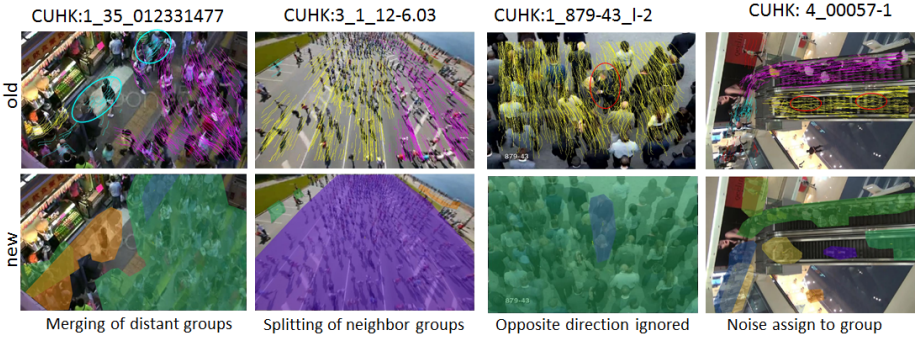 CUHK:1_35_012331477
CUHK:3_1_12-6.03
CUHK:1_879-43_l-2
CUHK: 4_00057-1
old
879-43
new
879-43
Merging of distant groups
Splitting of neighbor groups
Opposite direction ignored
Noise assign to group